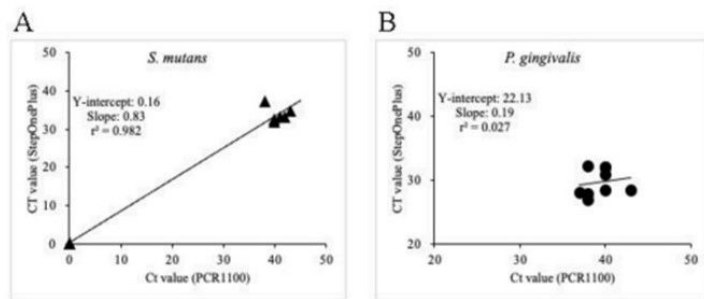 A
S. mutans
Y-intercept: 0.16
Slope: 0.83
r² = 0.982
50
40
30
20
10
0
CT value (StepOnePlus)
0 10 20 30 40 50
Ct value (PCR1100)
B
P. gingivalis
Y-intercept: 22.13
Slope: 0.19
r² = 0.027
50
40
30
20
CT value (StepOnePlus)
20 30 40 50
Ct value (PCR1100)